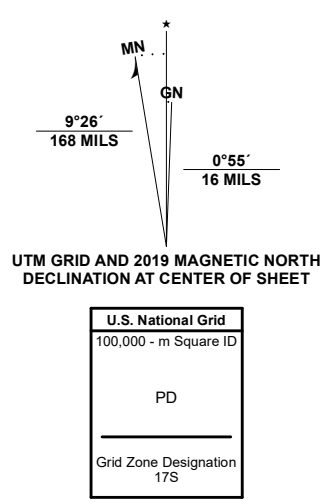 MN
GN
9°26´
168 MILS
0°55´
16 MILS
UTM GRID AND 2019 MAGNETIC NORTH
DECLINATION AT CENTER OF SHEET
U.S. National Grid
100,000 - m Square ID
PD
Grid Zone Designation
17S